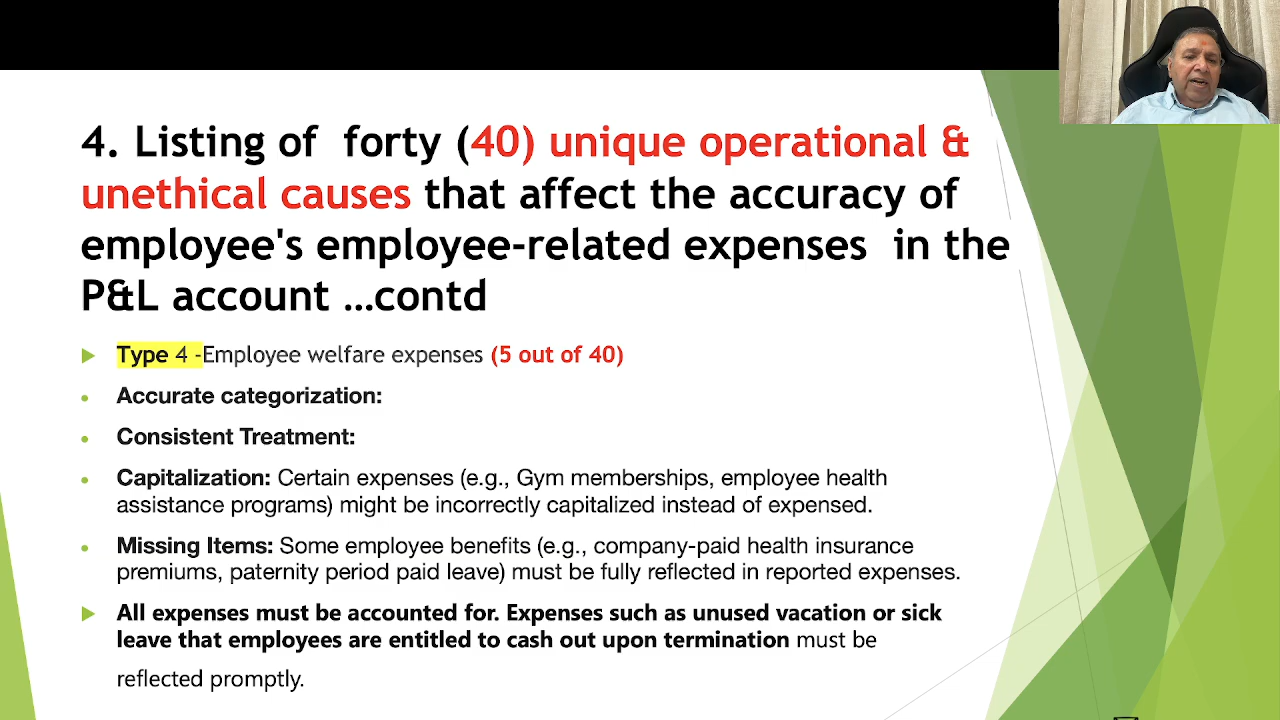 4. Listing of forty (40) unique operational &
unethical causes that affect the accuracy of
employee's employee-related expenses in the
P&L account ...contd
Type 4 -Employee welfare expenses (5 out of 40)
Accurate categorization:
Consistent Treatment:
Capitalization: Certain expenses (e.g., Gym memberships, employee health
assistance programs) might be incorrectly capitalized instead of expensed.
Missing Items: Some employee benefits (e.g., company-paid health insurance
premiums, paternity period paid leave) must be fully reflected in reported expenses.
All expenses must be accounted for. Expenses such as unused vacation or sick
leave that employees are entitled to cash out upon termination must be
reflected promptly.